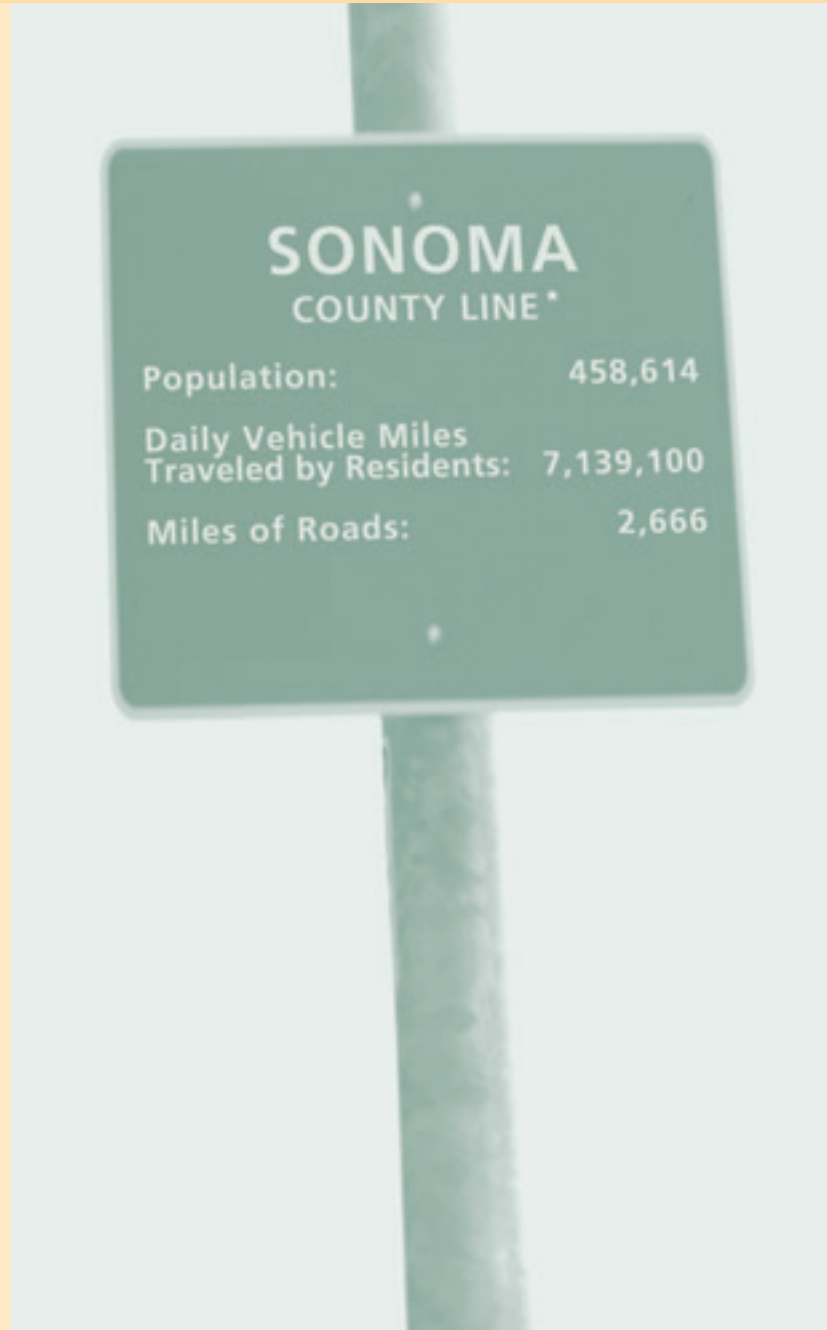 SONOMA
COUNTY LINE*
Population: 458,614
Daily Vehicle Miles
Traveled by Residents: 7,139,100
Miles of Roads: 2,666